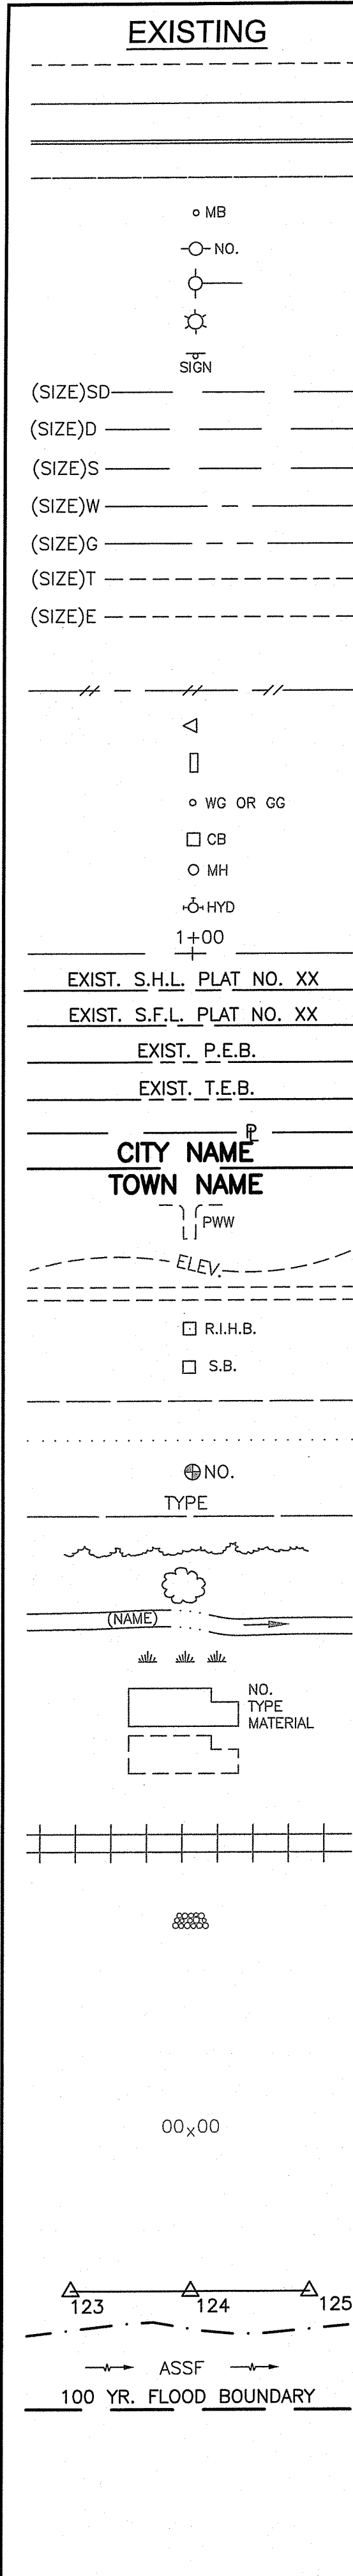 EXISTING
MB
NO.
SIGN
(SIZE)SD
(SIZE)D
(SIZE)S
(SIZE)W
(SIZE)G
(SIZE)T
(SIZE)E
WG OR GG
CB
MH
HYD
1+00
EXIST. S.H.L. PLAT NO. XX
EXIST. S.F.L. PLAT NO. XX
EXIST. P.E.B.
EXIST. T.E.B.
℄
CITY NAME
TOWN NAME
PWW
ELEV.
R.I.H.B.
S.B.
NO.
TYPE
(NAME)
NO.
TYPE
MATERIAL
00x00
123 124 125
ASSF
100 YR. FLOOD BOUNDARY